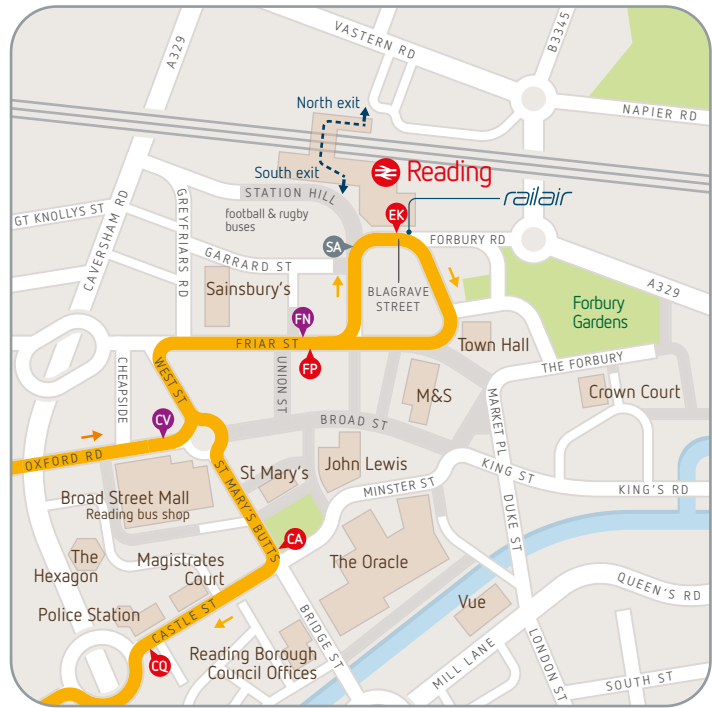 A329
VASTERN RD
B3345
NAPIER RD
North exit
South exit
Reading
railair
STATION HILL
football & rugby
buses
GT KNOLLYS ST
CAVERSHAM RD
GREYFRIARS RD
GARRARD ST
SA
EK
FORBURY RD
BLAGRAVE
STREET
A329
Sainsbury's
FN
FRIAR ST
FP
Town Hall
Forbury
Gardens
THE FORBURY
CHEAPSIDE
WEST ST
UNION ST
M&S
MARKET PL
Crown Court
CV
BROAD ST
OXFORD RD
ST MARY'S BUTTS
St Mary's
John Lewis
MINSTER ST
KING ST
KING'S RD
Broad Street Mall
Reading bus shop
DUKE ST
CA
The
Hexagon
Magistrates
Court
The Oracle
QUEEN'S RD
Police Station
CASTLE ST
BRIDGE ST
Vue
CQ
Reading Borough
Council Offices
MILL LANE
LONDON ST
SOUTH ST